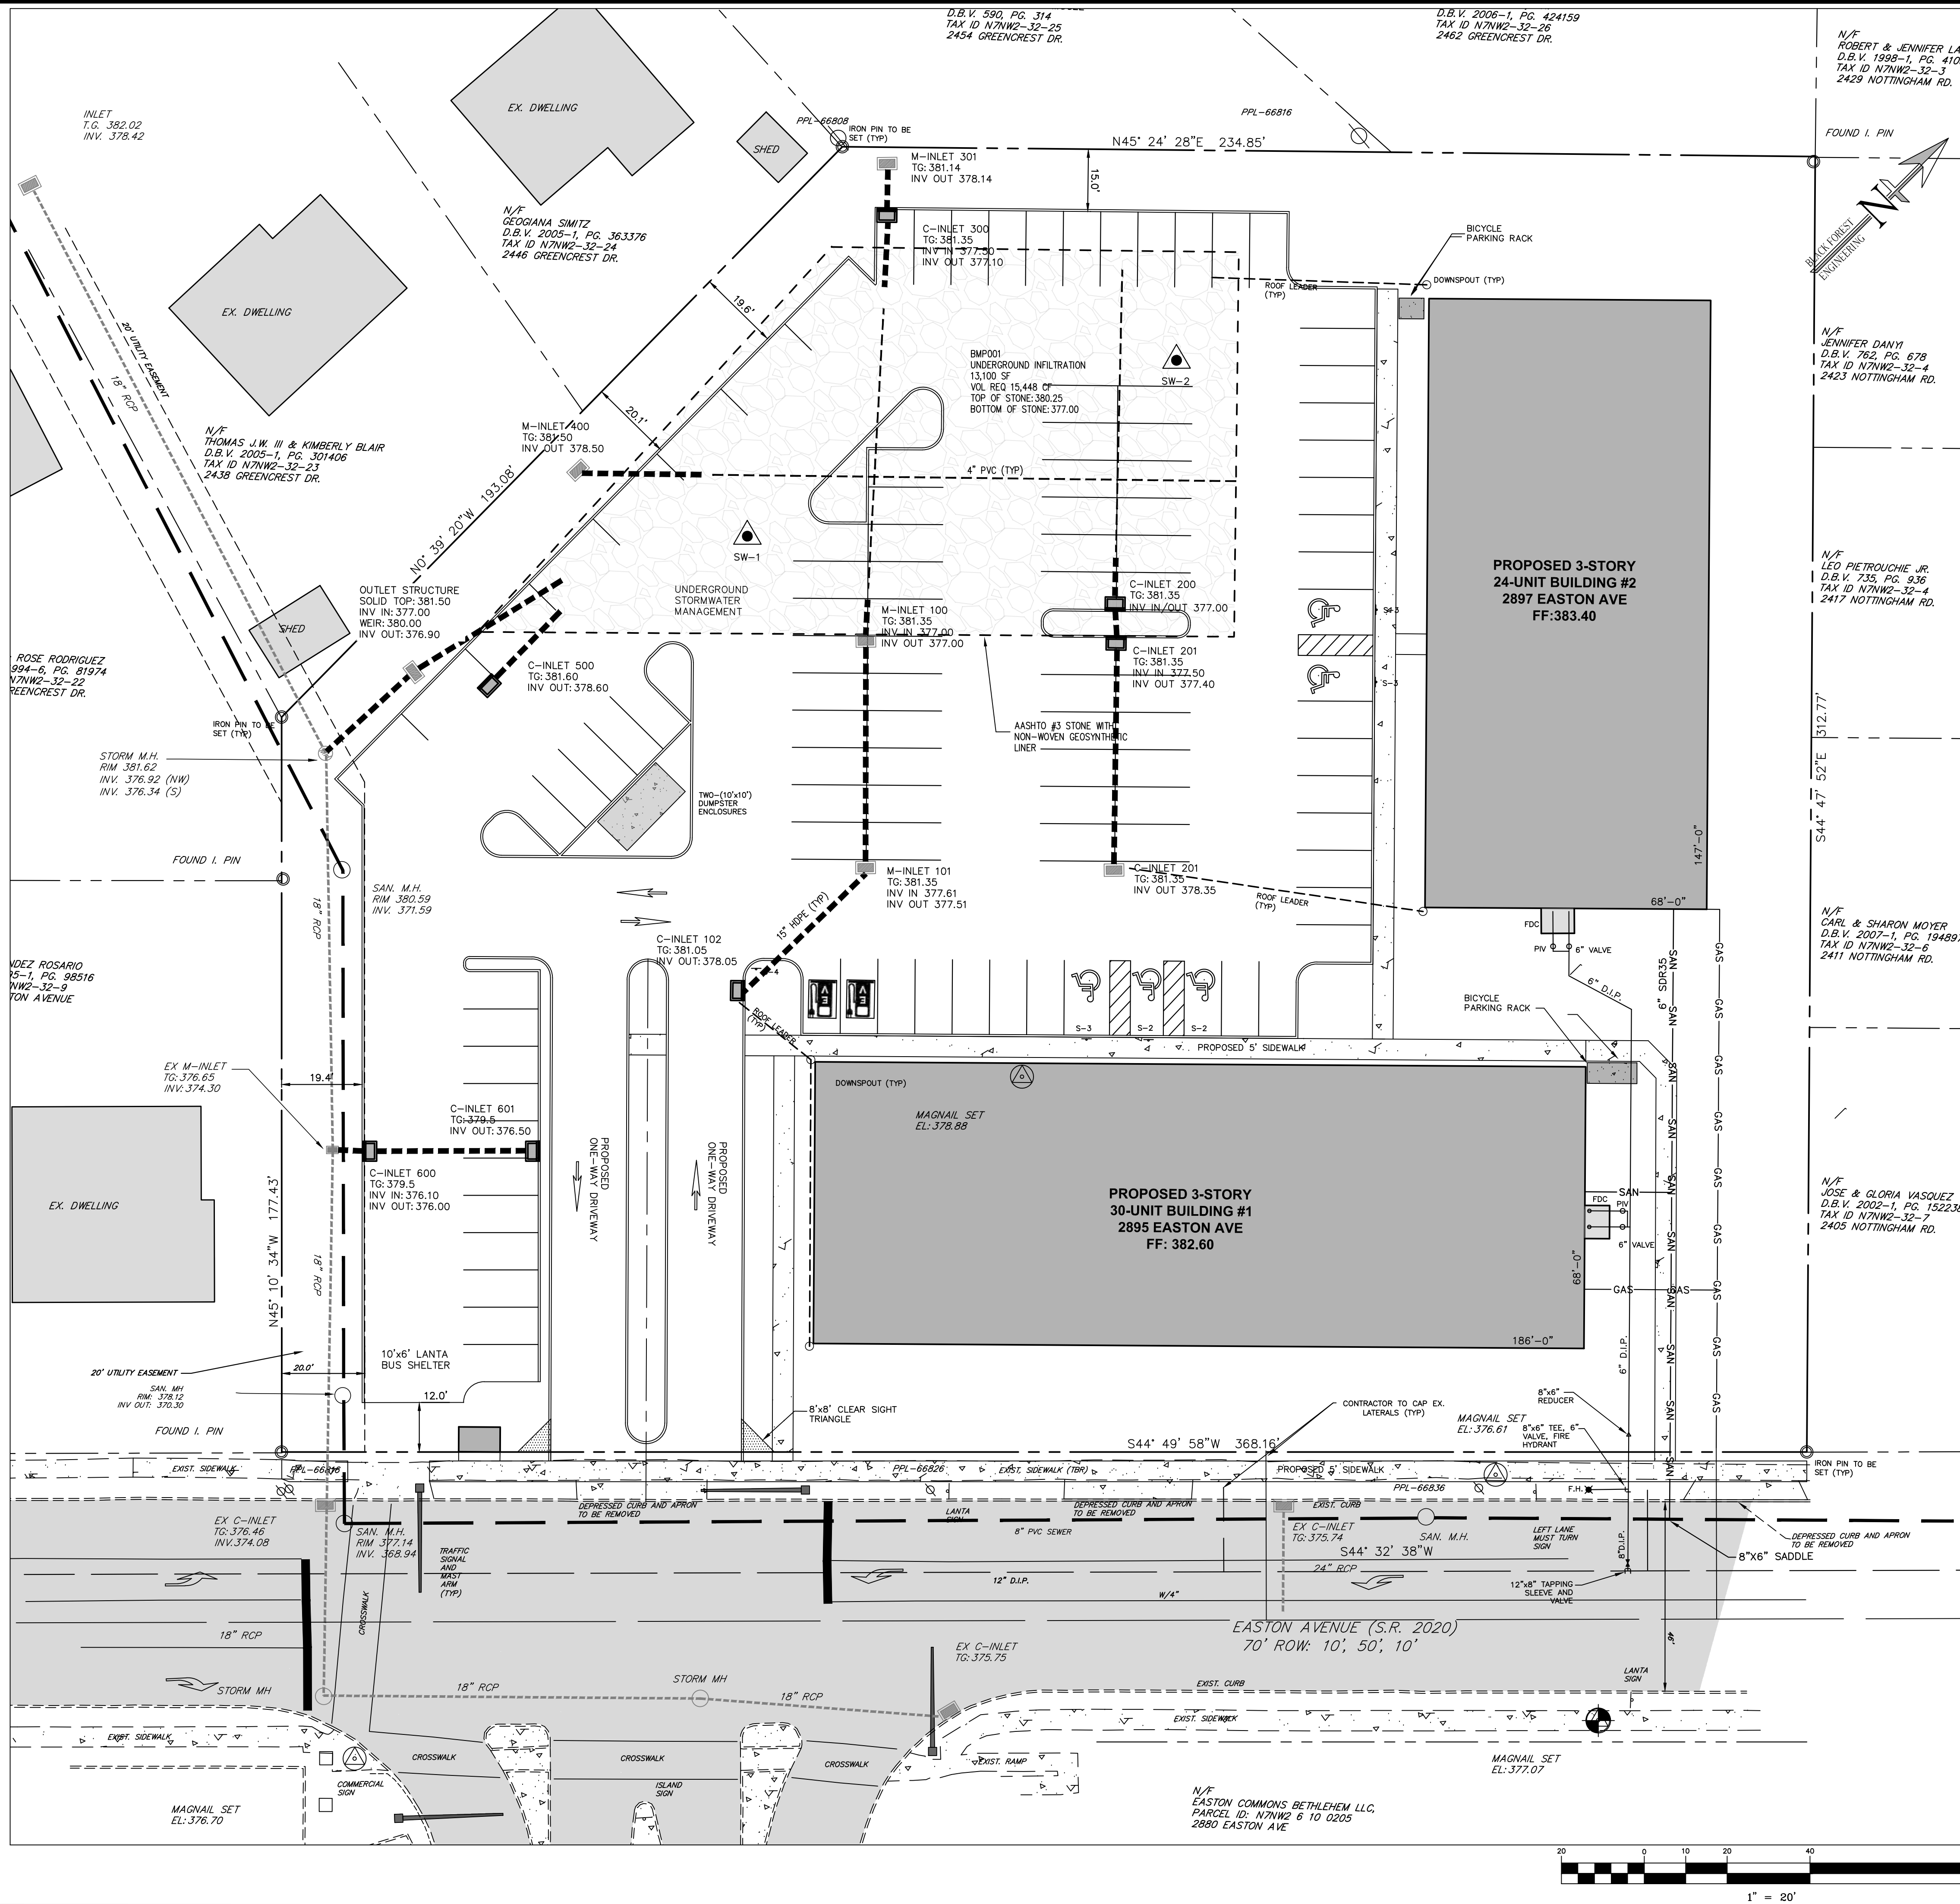 D.B.V. 590, PG. 314
TAX ID N7NW2-32-25
2454 GREENCREST DR.
D.B.V. 2006-1, PG. 424159
TAX ID N7NW2-32-26
2462 GREENCREST DR.
N/F
ROBERT & JENNIFER
D.B.V. 1998-1, PG.
TAX ID N7NW2-32-3
2429 NOTTINGHAM RD.
INLET
T.G. 382.02
INV. 378.42
EX. DWELLING
SHED
PPL-66808
IRON PIN TO BE
SET (TYP)
PPL-66816
N45° 24' 28"E 234.85'
FOUND I. PIN
M-INLET 301
TG: 381.14
INV OUT 378.14
15.0'
N
BLACK FOREST
ENGINEERING
N/F
GEOGIANA SIMITZ
D.B.V. 2005-1, PG. 363376
TAX ID N7NW2-32-24
2446 GREENCREST DR.
C-INLET 300
TG: 381.35
INV IN 377.50
INV OUT 377.10
BICYCLE
PARKING RACK
ROOF LEADER
(TYP)
DOWNSPOUT (TYP)
EX. DWELLING
20' UTILITY EASEMENT
18" RCP
19.6'
BMP001
UNDERGROUND INFILTRATION
13,100 SF
VOL REQ 15,448 CF
TOP OF STONE: 380.25
BOTTOM OF STONE: 377.00
SW-2
N/F
JENNIFER DANYI
D.B.V. 762, PG. 678
TAX ID N7NW2-32-4
2423 NOTTINGHAM RD.
20.1'
M-INLET 400
TG: 381.50
INV OUT 378.50
N/F
THOMAS J.W. III & KIMBERLY BLAIR
D.B.V. 2005-1, PG. 301406
TAX ID N7NW2-32-23
2438 GREENCREST DR.
4" PVC (TYP)
N0° 39' 20"W 193.08'
SW-1
PROPOSED 3-STORY
24-UNIT BUILDING #2
2897 EASTON AVE
FF:383.40
N/F
LEO PIETROUCHIE JR.
D.B.V. 735, PG. 936
TAX ID N7NW2-32-4
2417 NOTTINGHAM RD.
OUTLET STRUCTURE
SOLID TOP: 381.50
INV IN: 377.00
WEIR: 380.00
INV OUT: 376.90
UNDERGROUND
STORMWATER
MANAGEMENT
C-INLET 200
TG: 381.35
INV IN/OUT 377.00
M-INLET 100
TG: 381.35
INV IN 377.00
INV OUT 377.00
S-3
SHED
C-INLET 201
TG: 381.35
INV IN 377.50
INV OUT 377.40
S-3
ROSE RODRIGUEZ
994-6, PG. 81974
N7NW2-32-22
REENCREST DR.
C-INLET 500
TG: 381.60
INV OUT: 378.60
IRON PIN TO BE
SET (TYP)
AASHTO #3 STONE WITH
NON-WOVEN GEOSYNTHETIC
LINER
S44° 47' 52"E 312.77'
STORM M.H.
RIM 381.62
INV. 376.92 (NW)
INV. 376.34 (S)
TWO-(10'x10')
DUMPSTER
ENCLOSURES
147'-0"
FOUND I. PIN
SAN. M.H.
RIM 380.59
INV. 371.59
M-INLET 101
TG: 381.35
INV IN 377.61
INV OUT 377.51
C-INLET 201
TG: 381.35
INV OUT 378.35
ROOF LEADER
(TYP)
68'-0"
18" RCP
15" HDPE (TYP)
FDC
PIV
6" VALVE
N/F
CARL & SHARON MOYER
D.B.V. 2007-1, PG. 194897
TAX ID N7NW2-32-6
2411 NOTTINGHAM RD.
C-INLET 102
TG: 381.05
INV OUT: 378.05
EV
EV
NDEZ ROSARIO
PG. 98516
NW2-32-9
TON AVENUE
6" D.I.P.
6" SDR35
SAN
GAS
BICYCLE
PARKING RACK
ROOF LEADER
(TYP)
S-3
S-2
S-2
PROPOSED 5' SIDEWALK
EX M-INLET
TG: 376.65
INV: 374.30
19.4'
DOWNSPOUT (TYP)
MAGNAIL SET
EL: 378.88
C-INLET 601
TG: 379.5
INV OUT: 376.50
C-INLET 600
TG: 379.5
INV IN: 376.10
INV OUT: 376.00
PROPOSED
ONE-WAY DRIVEWAY
PROPOSED
ONE-WAY DRIVEWAY
EX. DWELLING
PROPOSED 3-STORY
30-UNIT BUILDING #1
2895 EASTON AVE
FF: 382.60
SAN
FDC
PIV
6" VALVE
N/F
JOSE & GLORIA VASQUEZ
D.B.V. 2002-1, PG. 152238
TAX ID N7NW2-32-7
2405 NOTTINGHAM RD.
N45° 10' 34"W 177.43'
18" RCP
68'-0"
GAS
GAS
186'-0"
6" D.I.P.
10'x6' LANTA
BUS SHELTER
20' UTILITY EASEMENT
20.0'
SAN. MH
RIM: 378.12
INV OUT: 370.30
12.0'
FOUND I. PIN
8'x8' CLEAR SIGHT
TRIANGLE
CONTRACTOR TO CAP EX.
LATERALS (TYP)
8"x6"
REDUCER
MAGNAIL SET
EL: 376.61
8"x6" TEE, 6"
VALVE, FIRE
HYDRANT
S44° 49' 58"W 368.16'
EXIST. SIDEWALK
PPL-66826
EXIST. SIDEWALK (TBR)
PROPOSED 5' SIDEWALK
IRON PIN TO BE
SET (TYP)
PPL-66836
F.H.
DEPRESSED CURB AND APRON
TO BE REMOVED
LANTA
SIGN
DEPRESSED CURB AND APRON
TO BE REMOVED
EXIST. CURB
EX C-INLET
TG: 376.46
INV.374.08
SAN. M.H.
RIM 377.14
INV. 368.94
8" PVC SEWER
EX C-INLET
TG: 375.74
SAN. M.H.
LEFT LANE
MUST TURN
SIGN
8"D.I.P.
DEPRESSED CURB AND APRON
TO BE REMOVED
8"X6" SADDLE
TRAFFIC
SIGNAL
AND
MAST
ARM
(TYP)
S44° 32' 38"W
24" RCP
12" D.I.P.
W/4"
12"x8" TAPPING
SLEEVE AND
VALVE
CROSSWALK
18" RCP
EASTON AVENUE (S.R. 2020)
70' ROW: 10', 50', 10'
46'
EX C-INLET
TG: 375.75
STORM MH
18" RCP
STORM MH
18" RCP
EXIST. CURB
LANTA
SIGN
EXIST. SIDEWALK
EXIST. SIDEWALK
CROSSWALK
CROSSWALK
CROSSWALK
EXIST. RAMP
COMMERCIAL
SIGN
ISLAND
SIGN
MAGNAIL SET
EL: 377.07
MAGNAIL SET
EL: 376.70
N/F
EASTON COMMONS BETHLEHEM LLC,
PARCEL ID: N7NW2 6 10 0205
2880 EASTON AVE
20 0 10 20 40
1" = 20'